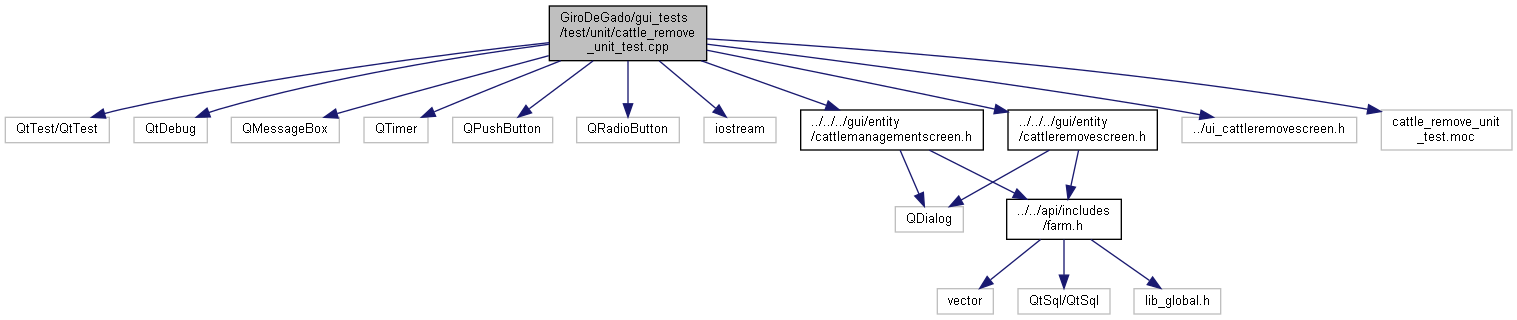 GiroDeGado/gui_tests
/test/unit/cattle_remove
_unit_test.cpp
QtTest/QtTest
QtDebug
QMessageBox
QTimer
QPushButton
QRadioButton
iostream
../../../gui/entity
/cattlemanagementscreen.h
../../../gui/entity
/cattleremovescreen.h
../ui_cattleremovescreen.h
cattle_remove_unit
_test.moc
QDialog
../../api/includes
/farm.h
vector
QtSql/QtSql
lib_global.h